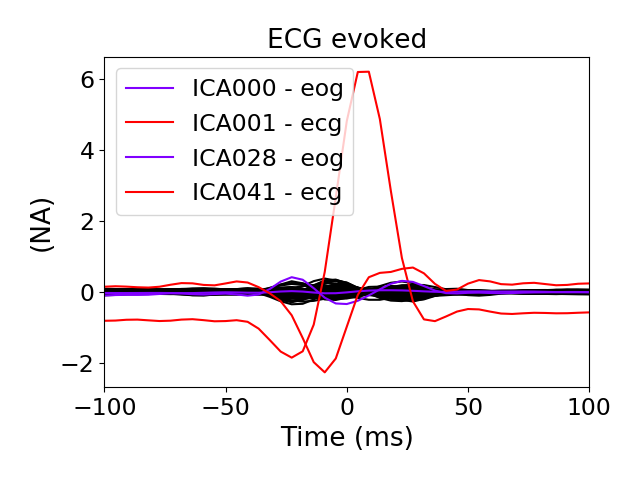 ECG evoked
ICA000 - eog
ICA001 - ecg
ICA028 - eog
ICA041 - ecg
6
4
2
0
−2
(NA)
−100
−50
0
50
100
Time (ms)